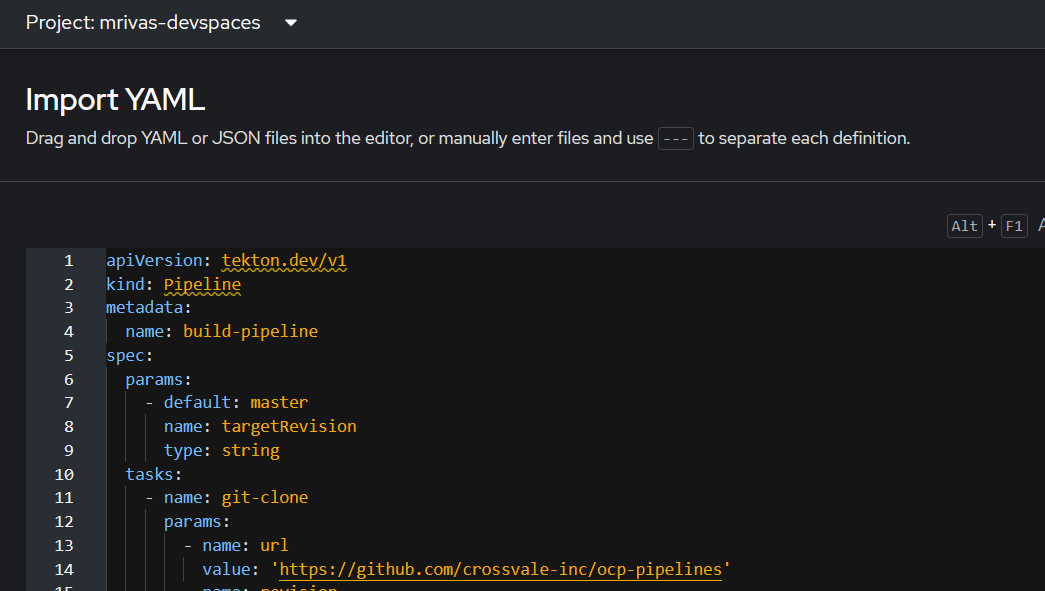 Project: mrivas-devspaces
Import YAML
Drag and drop YAML or JSON files into the editor, or manually enter files and use --- to separate each definition.
Alt + F1 A
1 apiVersion: tekton.dev/v1
2 kind: Pipeline
3 metadata:
4   name: build-pipeline
5 spec:
6   params:
7     - default: master
8       name: targetRevision
9       type: string
10   tasks:
11     - name: git-clone
12       params:
13         - name: url
14           value: 'https://github.com/crossvale-inc/ocp-pipelines'
15         - name: revision